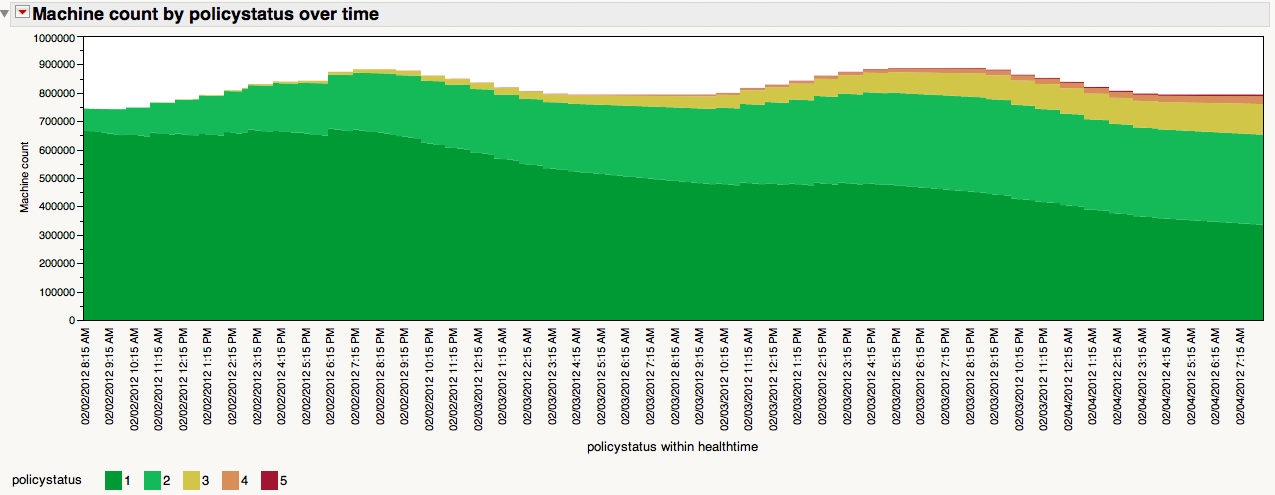 Machine count by policystatus over time
Machine count
1000000
900000
800000
700000
600000
500000
400000
300000
200000
100000
0
02/02/2012 8:15 AM
02/02/2012 9:15 AM
02/02/2012 10:15 AM
02/02/2012 11:15 AM
02/02/2012 12:15 PM
02/02/2012 1:15 PM
02/02/2012 2:15 PM
02/02/2012 3:15 PM
02/02/2012 4:15 PM
02/02/2012 5:15 PM
02/02/2012 6:15 PM
02/02/2012 7:15 PM
02/02/2012 8:15 PM
02/02/2012 9:15 PM
02/02/2012 10:15 PM
02/02/2012 11:15 PM
02/03/2012 12:15 AM
02/03/2012 1:15 AM
02/03/2012 2:15 AM
02/03/2012 3:15 AM
02/03/2012 4:15 AM
02/03/2012 5:15 AM
02/03/2012 6:15 AM
02/03/2012 7:15 AM
02/03/2012 8:15 AM
02/03/2012 9:15 AM
02/03/2012 10:15 AM
02/03/2012 11:15 AM
02/03/2012 12:15 PM
02/03/2012 1:15 PM
02/03/2012 2:15 PM
02/03/2012 3:15 PM
02/03/2012 4:15 PM
02/03/2012 5:15 PM
02/03/2012 6:15 PM
02/03/2012 7:15 PM
02/03/2012 8:15 PM
02/03/2012 9:15 PM
02/03/2012 10:15 PM
02/03/2012 11:15 PM
02/04/2012 12:15 AM
02/04/2012 1:15 AM
02/04/2012 2:15 AM
02/04/2012 3:15 AM
02/04/2012 4:15 AM
02/04/2012 5:15 AM
02/04/2012 6:15 AM
02/04/2012 7:15 AM
policystatus within healthtime
policystatus 1 2 3 4 5